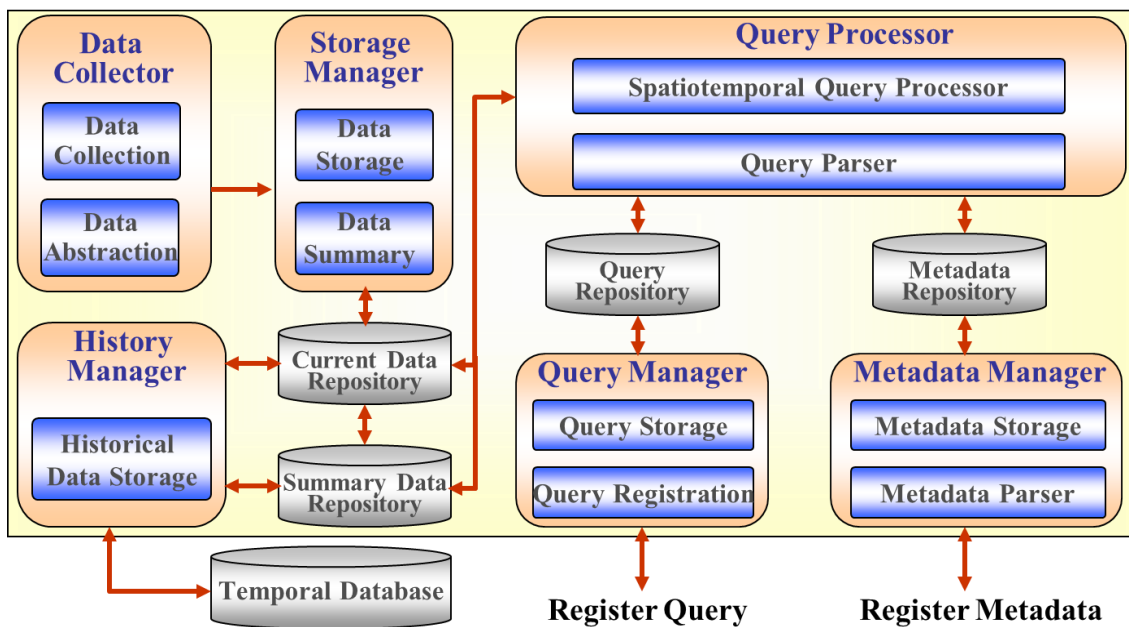 Data
Collector
Data
Collection
Data
Abstraction
Storage
Manager
Data
Storage
Data
Summary
Query Processor
Spatiotemporal Query Processor
Query Parser
Query
Repository
Metadata
Repository
History
Manager
Historical
Data Storage
Current Data
Repository
Summary Data
Repository
Query Manager
Query Storage
Query Registration
Metadata Manager
Metadata Storage
Metadata Parser
Temporal Database
Register Query
Register Metadata